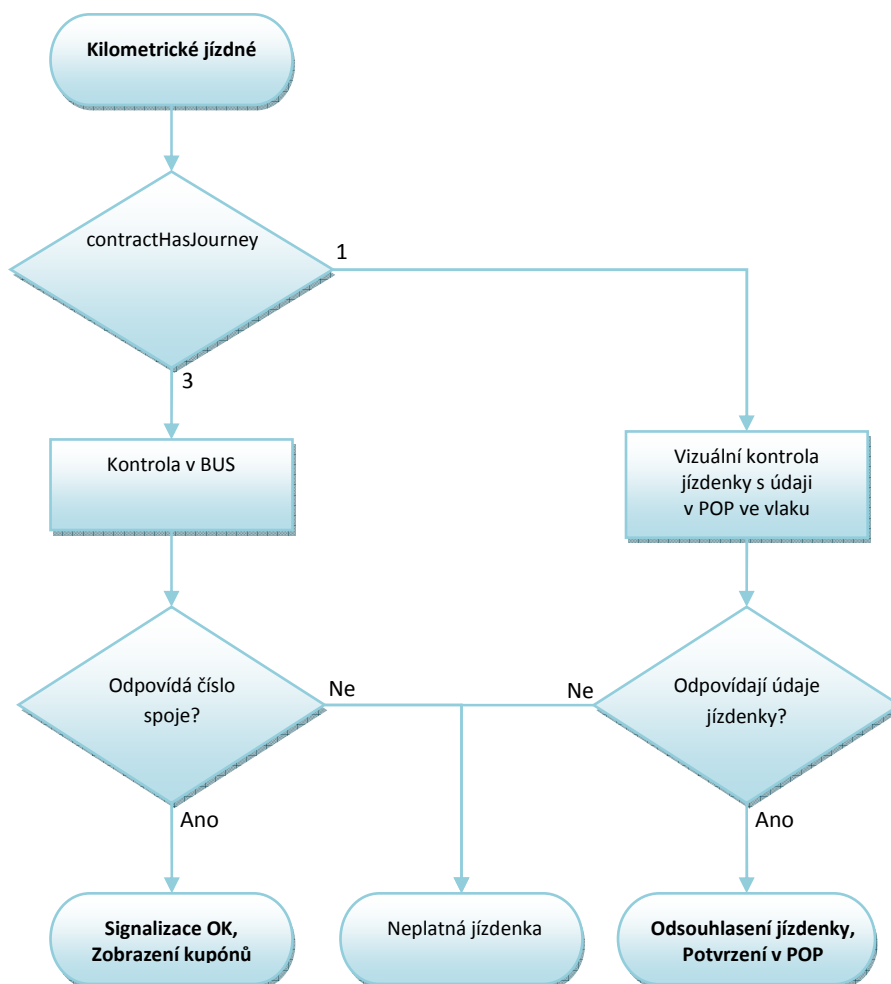 Kilometrické jízdné
contractHasJourney
1
3
Kontrola v BUS
Vizuální kontrola
jízdenky s údaji
v POP ve vlaku
Odpovídá číslo
spoje?
Ne
Ne
Odpovídají údaje
jízdenky?
Ano
Ano
Signalizace OK,
Zobrazení kupónů
Neplatná jízdenka
Odsouhlasení jízdenky,
Potvrzení v POP